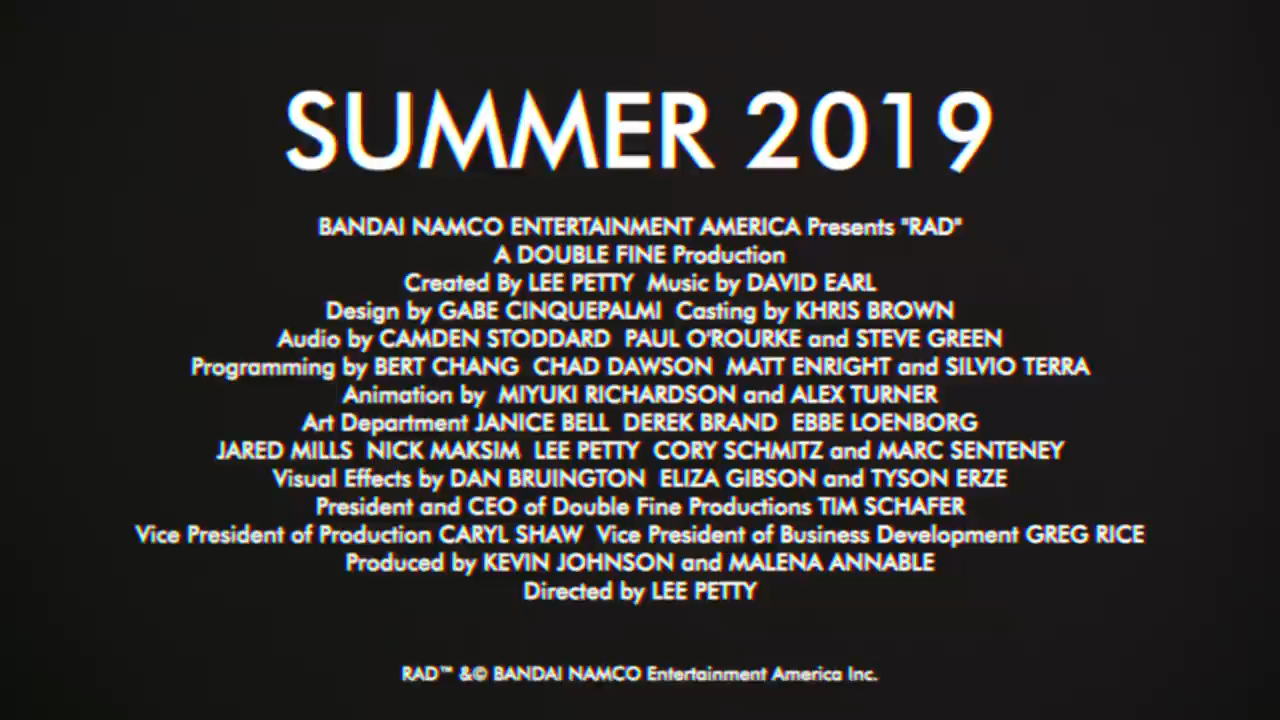 SUMMER 2019
BANDAI NAMCO ENTERTAINMENT AMERICA Presents "RAD"
A DOUBLE FINE Production
Created By LEE PETTY  Music by DAVID EARL
Design by GABE CINQUEPALMI  Casting by KHRIS BROWN
Audio by CAMDEN STODDARD  PAUL O'ROURKE and STEVE GREEN
Programming by BERT CHANG  CHAD DAWSON  MATT ENRIGHT and SILVIO TERRA
Animation by  MIYUKI RICHARDSON and ALEX TURNER
Art Department JANICE BELL  DEREK BRAND  EBBE LOENBORG
JARED MILLS  NICK MAKSIM  LEE PETTY  CORY SCHMITZ and MARC SENTENEY
Visual Effects by DAN BRUINGTON  ELIZA GIBSON and TYSON ERZE
President and CEO of Double Fine Productions TIM SCHAFER
Vice President of Production CARYL SHAW  Vice President of Business Development GREG RICE
Produced by KEVIN JOHNSON and MALENA ANNABLE
Directed by LEE PETTY
RAD™ &© BANDAI NAMCO Entertainment America Inc.